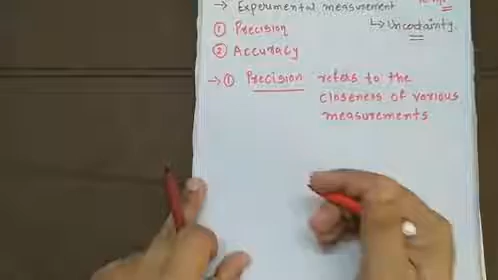 → Experimental measurement
↳ Uncertainty.
① Precision
② Accuracy
→ ① Precision refers to the
closeness of various
measurements